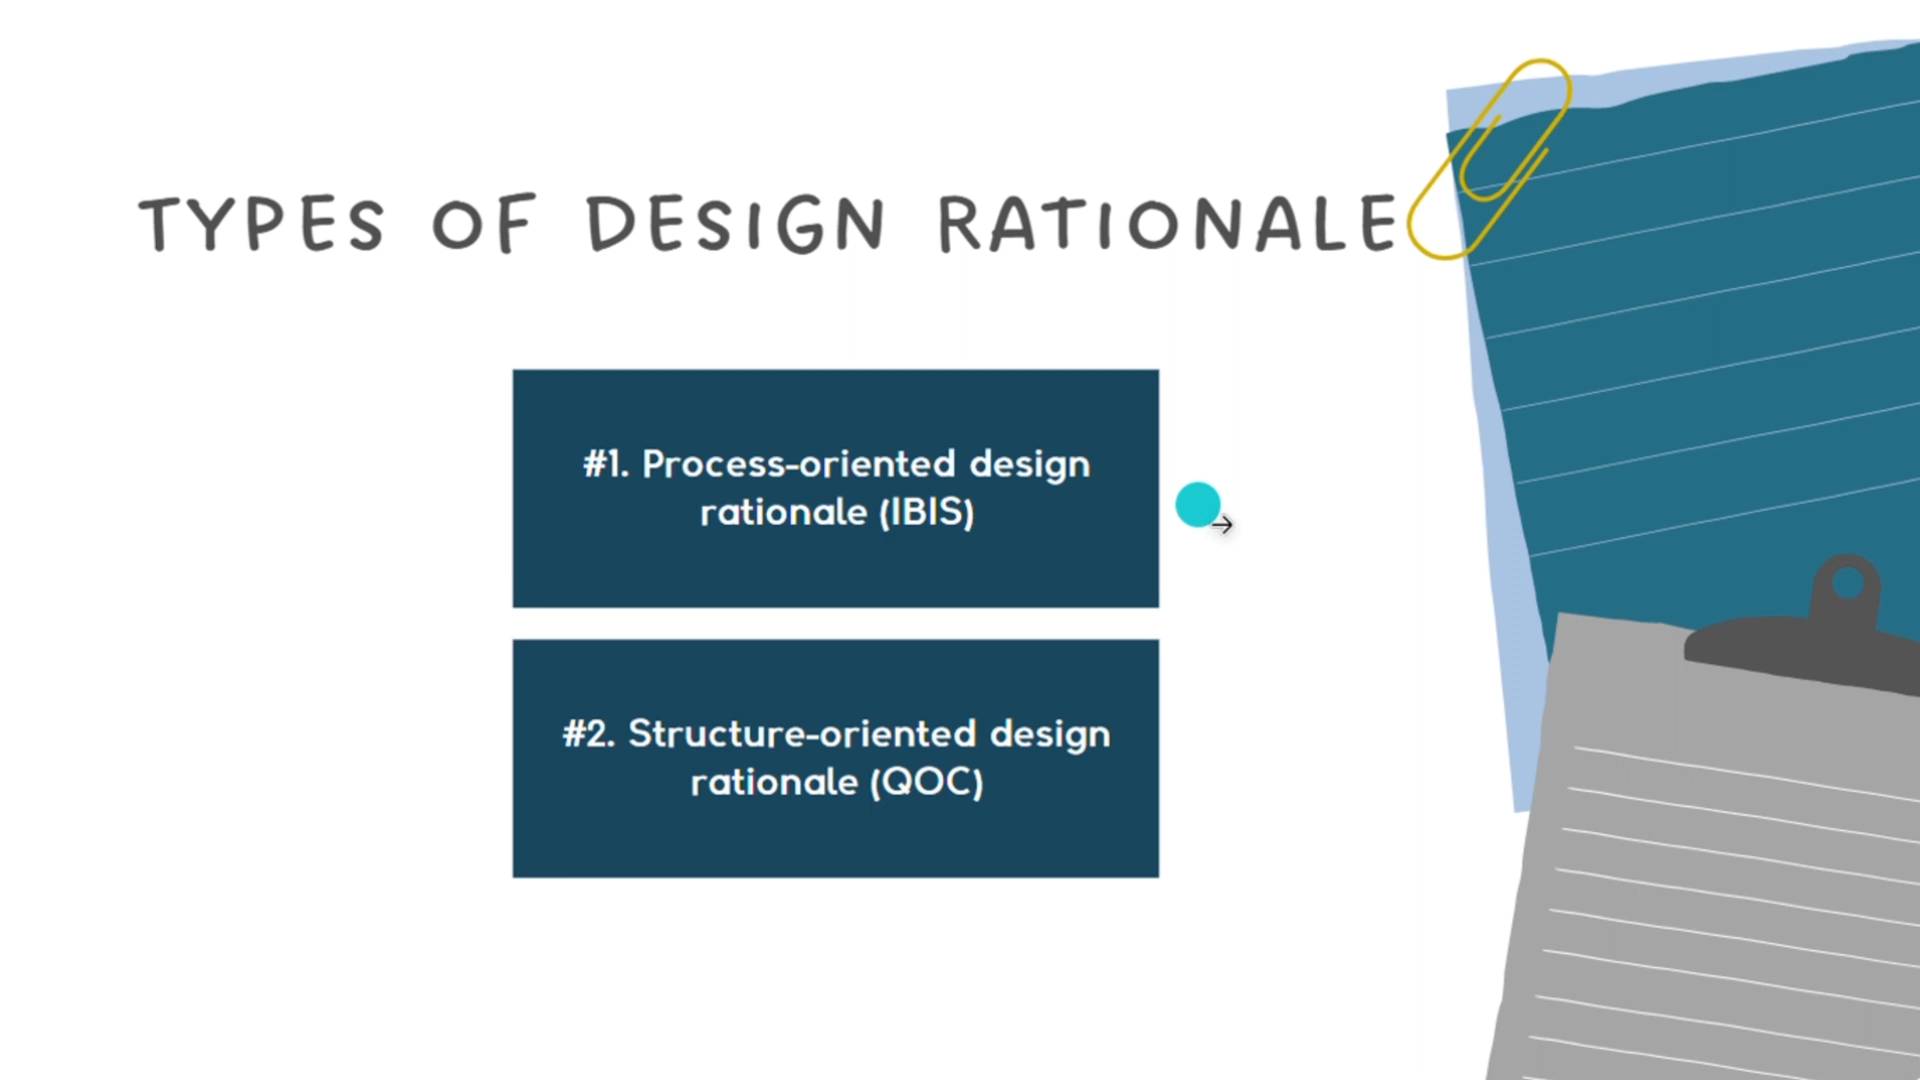 TYPES OF DESIGN RATIONALE
#1. Process-oriented design
rationale (IBIS)
#2. Structure-oriented design
rationale (QOC)